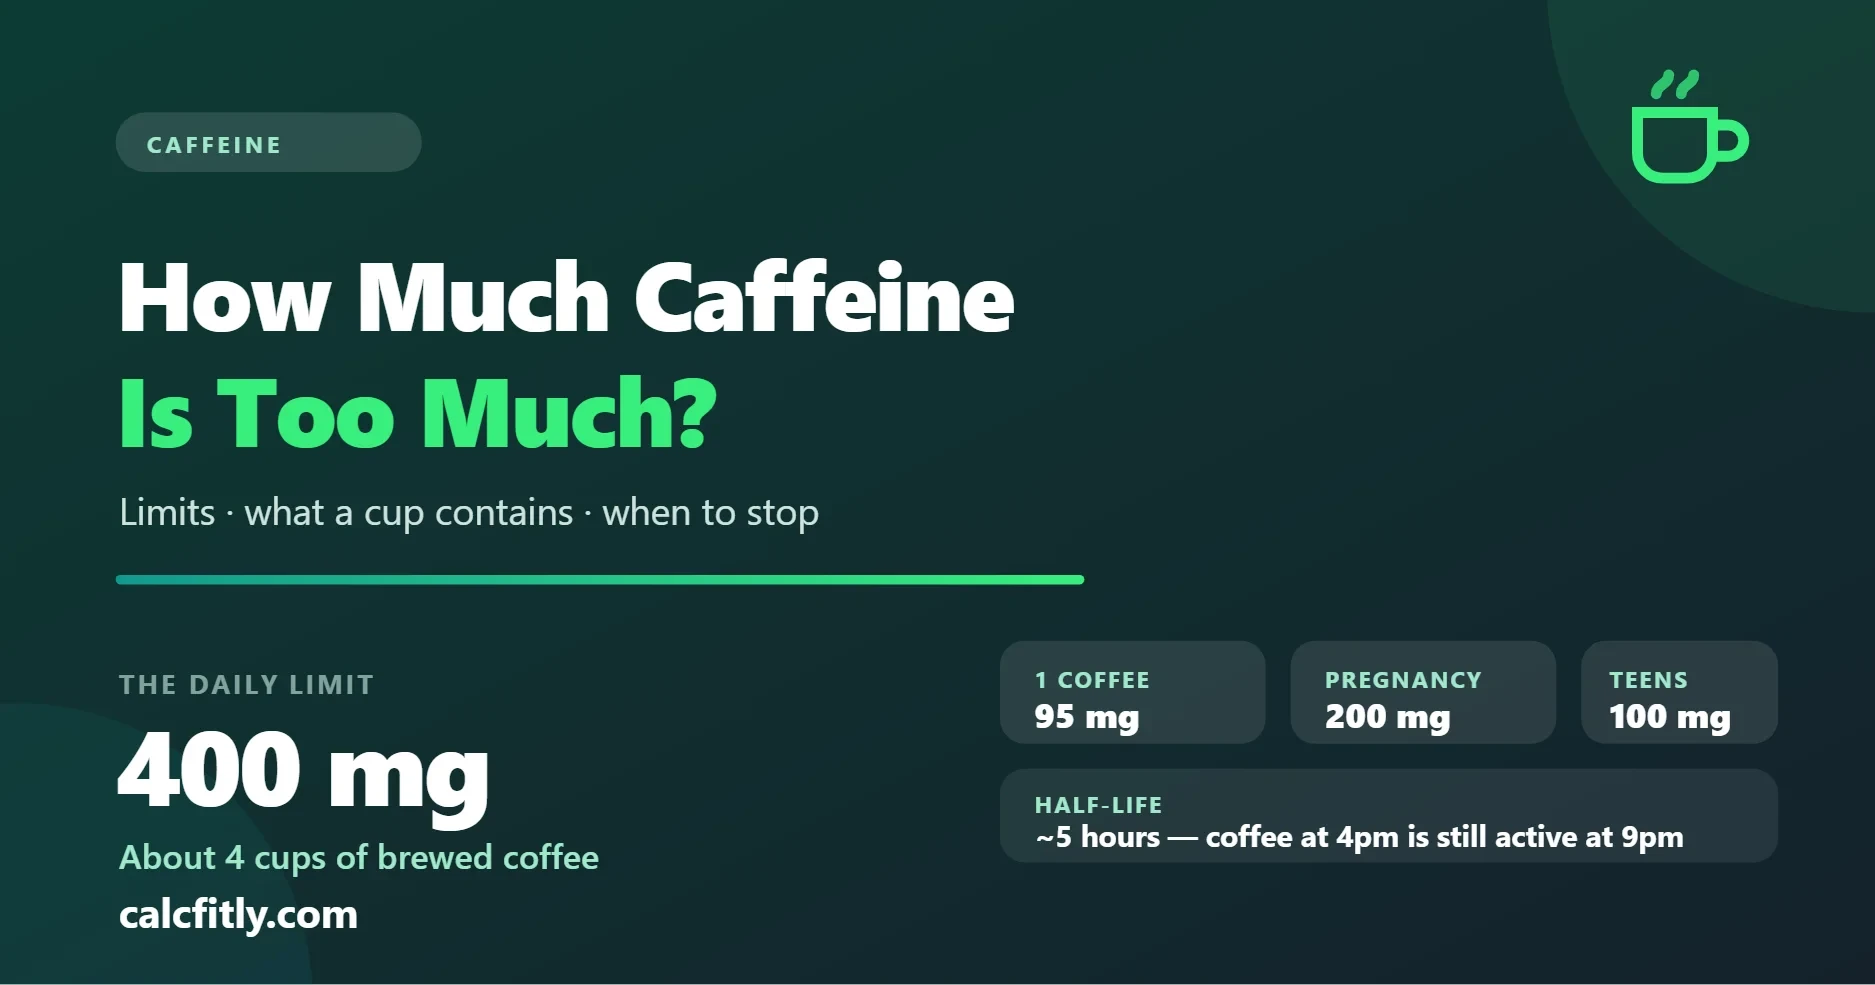 CAFFEINE
How Much Caffeine
Is Too Much?
Limits · what a cup contains · when to stop
THE DAILY LIMIT
400 mg
About 4 cups of brewed coffee
calcfitly.com
1 COFFEE
95 mg
PREGNANCY
200 mg
TEENS
100 mg
HALF-LIFE
~5 hours — coffee at 4pm is still active at 9pm